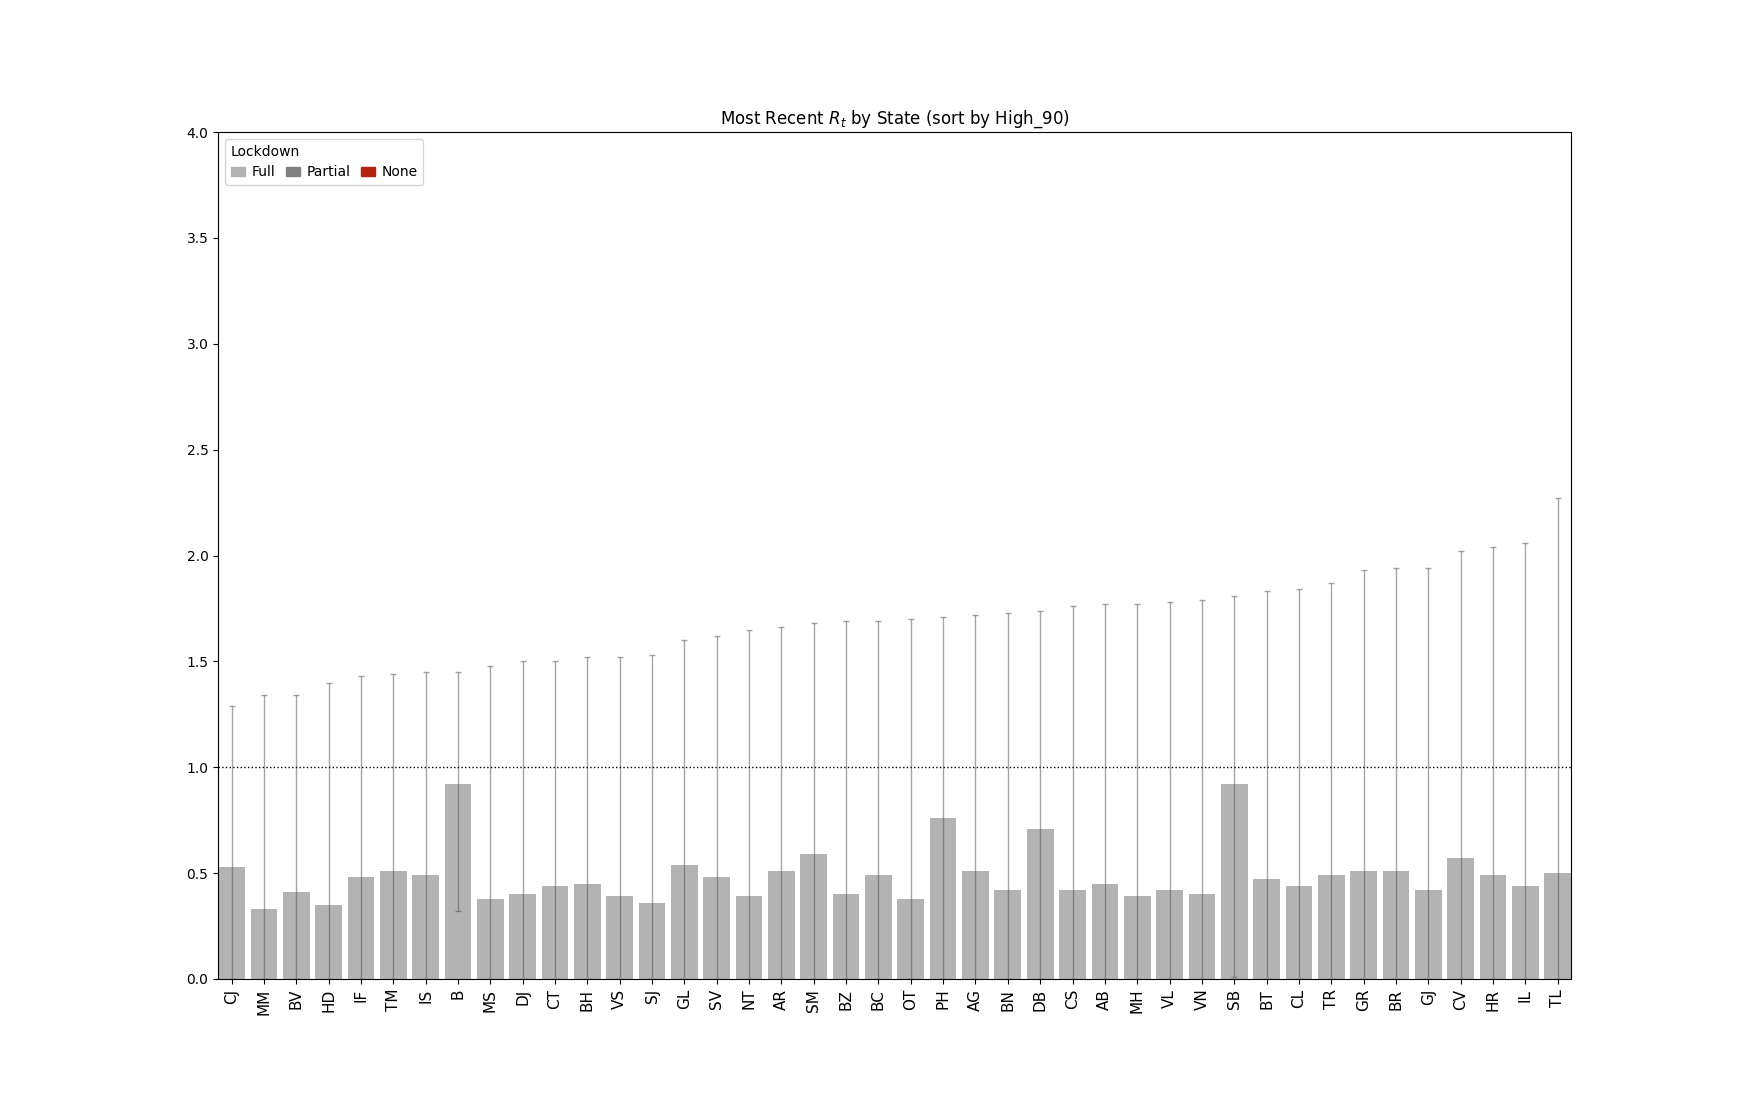 Most Recent R_t by State (sort by High_90)
4.0
Lockdown
Full Partial None
3.5
3.0
2.5
2.0
1.5
1.0
0.5
0.0
CJ MM BV HD IF TM IS B MS DJ CT BH VS SJ GL SV NT AR SM BZ BC OT PH AG BN DB CS AB MH VL VN SB BT CL TR GR BR GJ CV HR IL TL